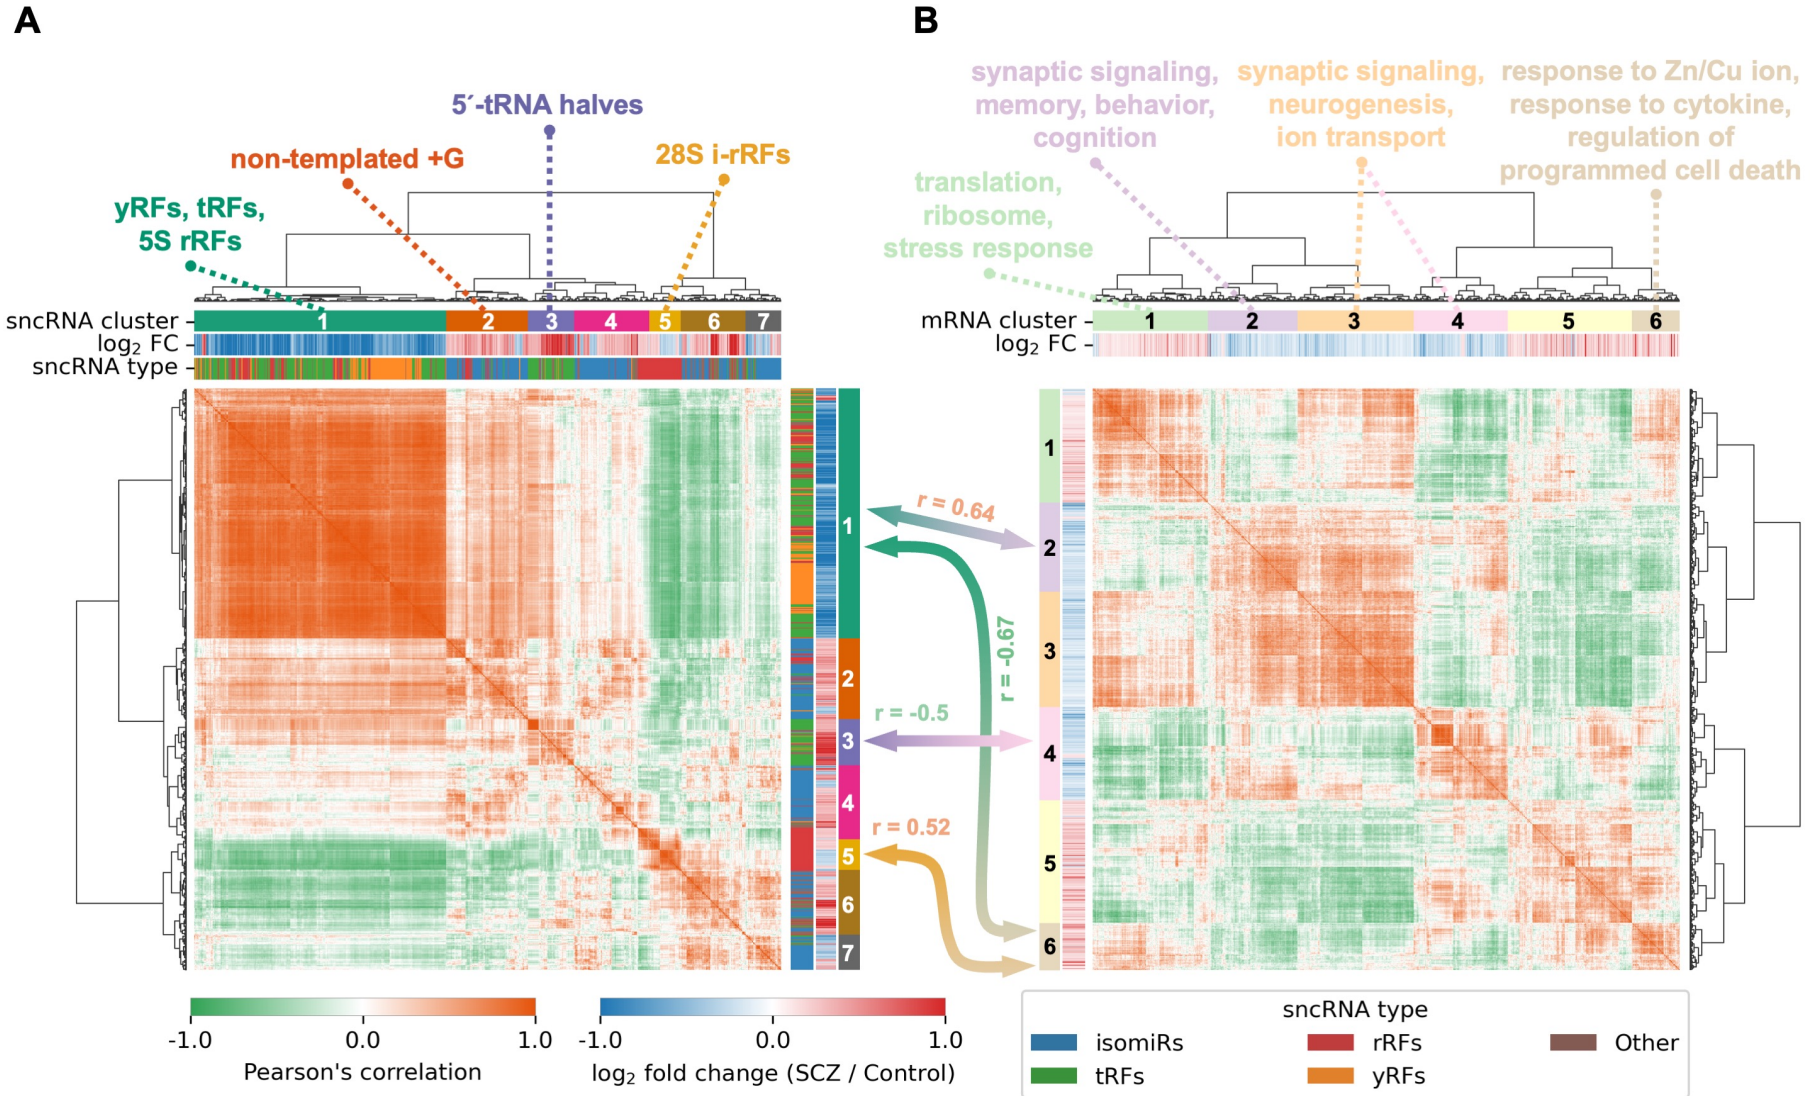 A
B
5´-tRNA halves
non-templated +G
28S i-rRFs
yRFs, tRFs,
5S rRFs
sncRNA cluster
1 2 3 4 5 6 7
log2 FC
sncRNA type
1
2
3
4
5
6
7
synaptic signaling,
memory, behavior,
cognition
synaptic signaling,
neurogenesis,
ion transport
response to Zn/Cu ion,
response to cytokine,
regulation of
programmed cell death
translation,
ribosome,
stress response
mRNA cluster
1 2 3 4 5 6
log2 FC
r = 0.64
r = -0.67
r = -0.5
r = 0.52
1
2
3
4
5
6
-1.0 0.0 1.0
Pearson's correlation
-1.0 0.0 1.0
log2 fold change (SCZ / Control)
sncRNA type
isomiRs rRFs Other
tRFs yRFs